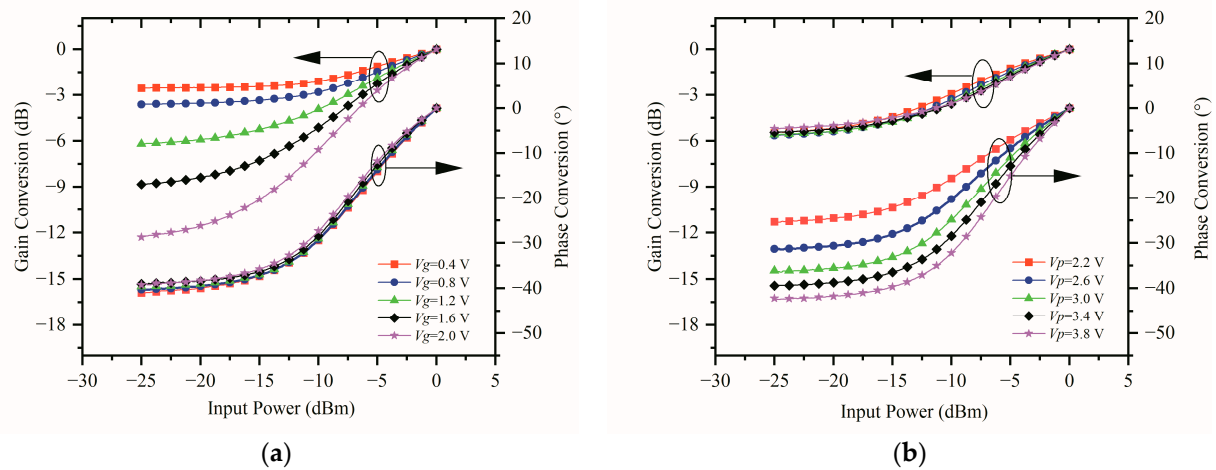 (a)
Gain Conversion (dB)
0
−3
−6
−9
−12
−15
−18
20
10
0
−10
−20
−30
−40
−50
Phase Conversion (°)
Vg=0.4 V
Vg=0.8 V
Vg=1.2 V
Vg=1.6 V
Vg=2.0 V
−30 −25 −20 −15 −10 −5 0 5
Input Power (dBm)
(b)
Gain Conversion (dB)
0
−3
−6
−9
−12
−15
−18
20
10
0
−10
−20
−30
−40
−50
Phase Conversion (°)
Vp=2.2 V
Vp=2.6 V
Vp=3.0 V
Vp−3.4 V
Vp=3.8 V
−30 −25 −20 −15 −10 −5 0 5
Input Power (dBm)
(a)
(b)